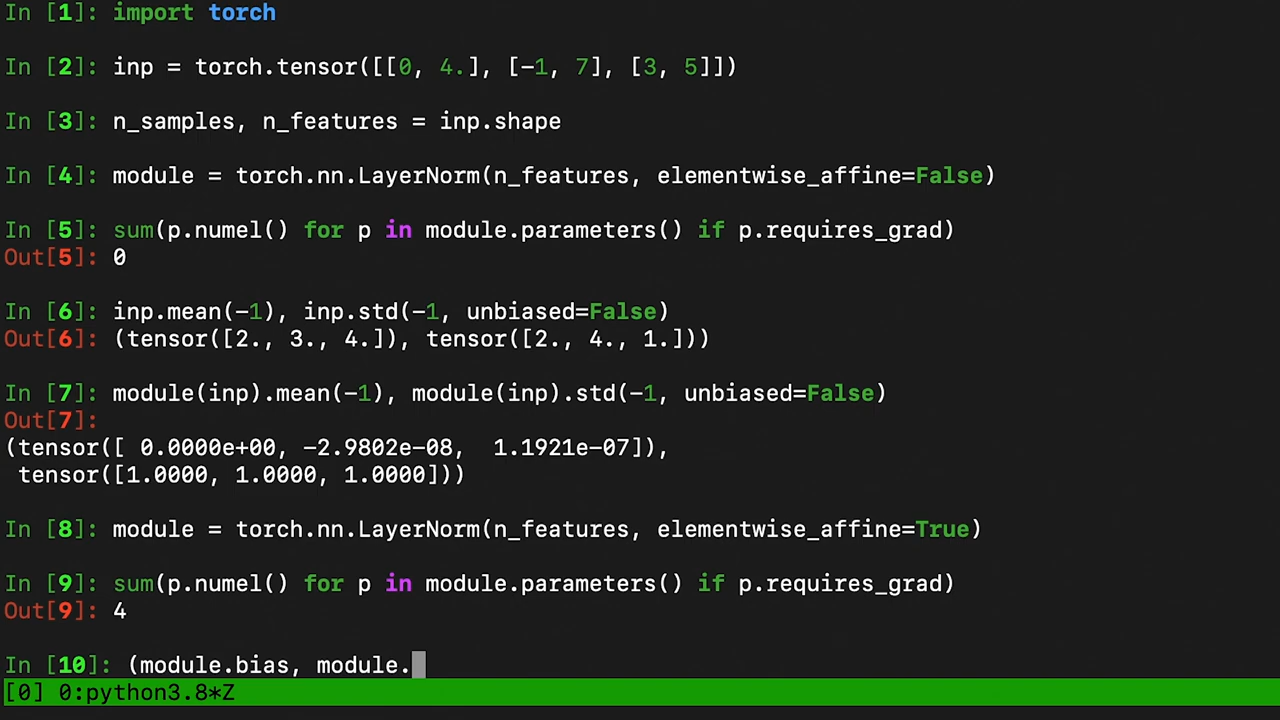 In [1]: import torch
In [2]: inp = torch.tensor([[0, 4.], [-1, 7], [3, 5]])
In [3]: n_samples, n_features = inp.shape
In [4]: module = torch.nn.LayerNorm(n_features, elementwise_affine=False)
In [5]: sum(p.numel() for p in module.parameters() if p.requires_grad)
Out[5]: 0
In [6]: inp.mean(-1), inp.std(-1, unbiased=False)
Out[6]: (tensor([2., 3., 4.]), tensor([2., 4., 1.]))
In [7]: module(inp).mean(-1), module(inp).std(-1, unbiased=False)
Out[7]:
(tensor([ 0.0000e+00, -2.9802e-08,  1.1921e-07]),
 tensor([1.0000, 1.0000, 1.0000]))
In [8]: module = torch.nn.LayerNorm(n_features, elementwise_affine=True)
In [9]: sum(p.numel() for p in module.parameters() if p.requires_grad)
Out[9]: 4
In [10]: (module.bias, module.
[0] 0:python3.8*Z